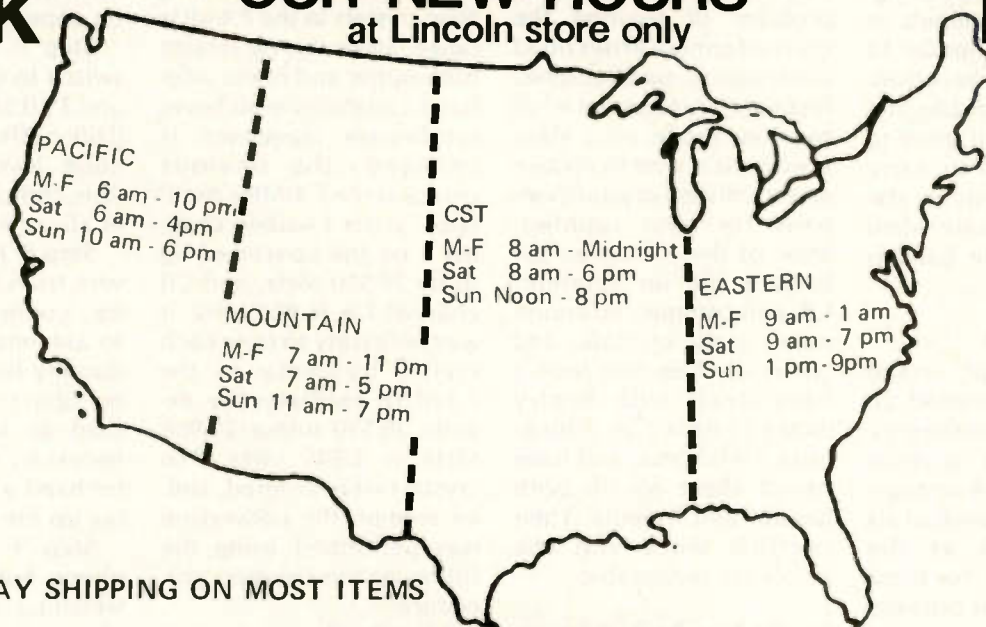 K
OUR NEW HOURS
at Lincoln store only
PACIFIC
M-F 6 am - 10 pm
Sat 6 am - 4pm
Sun 10 am - 6 pm
MOUNTAIN
M-F 7 am - 11 pm
Sat 7 am - 5 pm
Sun 11 am - 7 pm
CST
M-F 8 am - Midnight
Sat 8 am - 6 pm
Sun Noon - 8 pm
EASTERN
M-F 9 am - 1 am
Sat 9 am - 7 pm
Sun 1 pm-9pm
AY SHIPPING ON MOST ITEMS